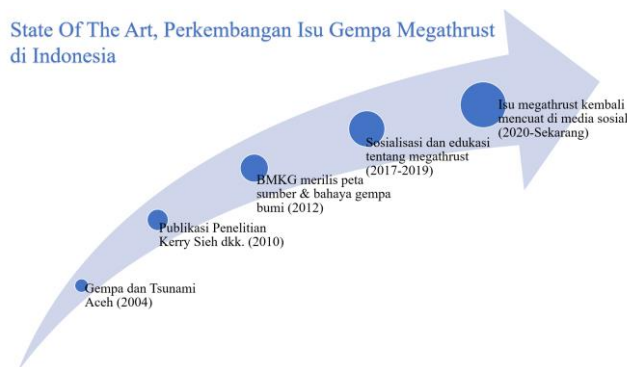 State Of The Art, Perkembangan Isu Gempa Megathrust
di Indonesia
Gempa dan Tsunami
Aceh (2004)
Publikasi Penelitian
Kerry Sieh dkk. (2010)
BMKG merilis peta
sumber & bahaya gempa
bumi (2012)
Sosialisasi dan edukasi
tentang megathrust
(2017-2019)
Isu megathrust kembali
mencuat di media sosial
(2020-Sekarang)